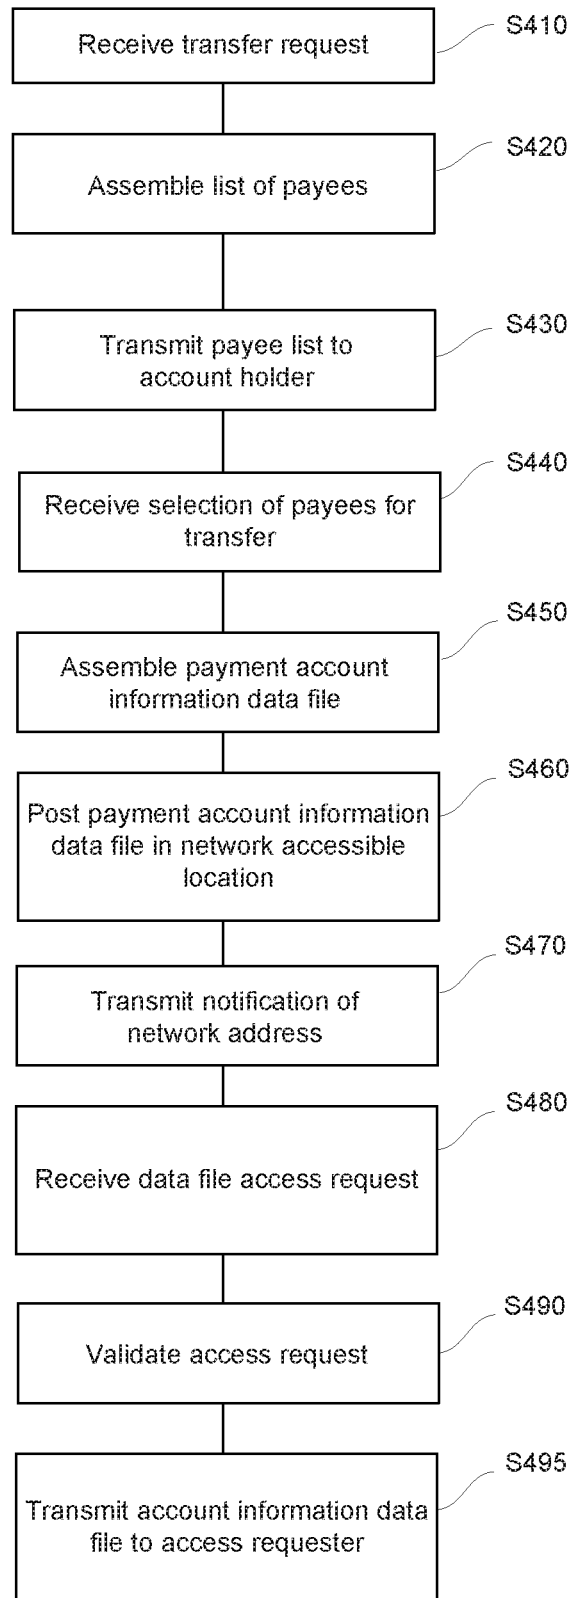 Receive transfer request
S410
Assemble list of payees
S420
Transmit payee list to
account holder
S430
Receive selection of payees for
transfer
S440
Assemble payment account
information data file
S450
Post payment account information
data file in network accessible
location
S460
Transmit notification of
network address
S470
Receive data file access request
S480
Validate access request
S490
Transmit account information data
file to access requester
S495